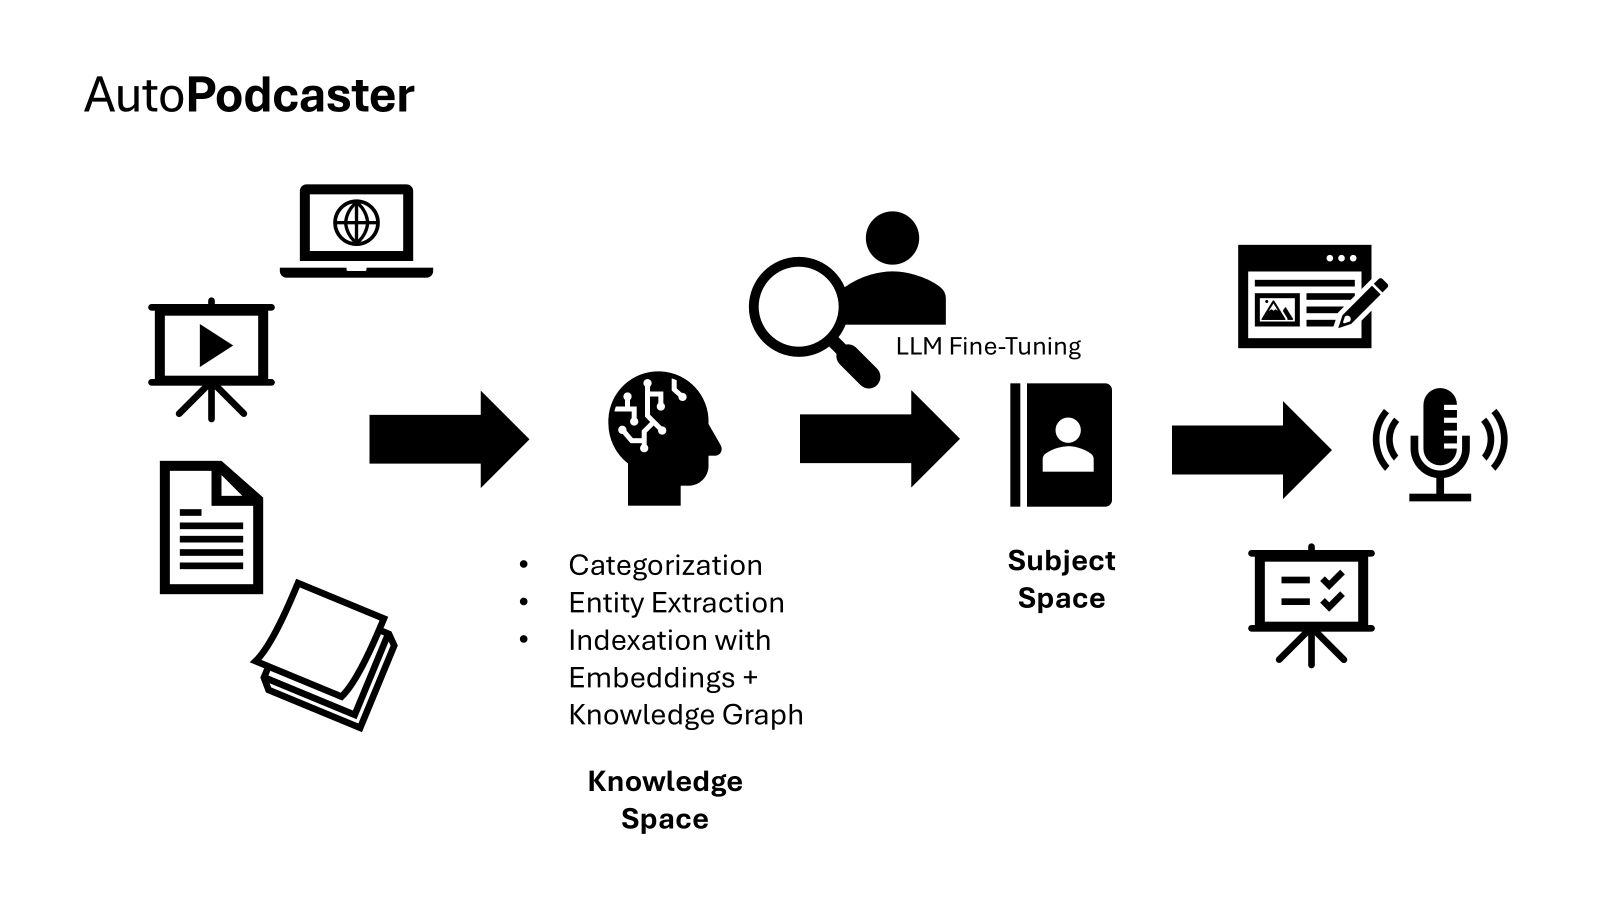 AutoPodcaster
LLM Fine-Tuning
• Categorization
• Entity Extraction
• Indexation with
Embeddings +
Knowledge Graph
Knowledge
Space
Subject
Space